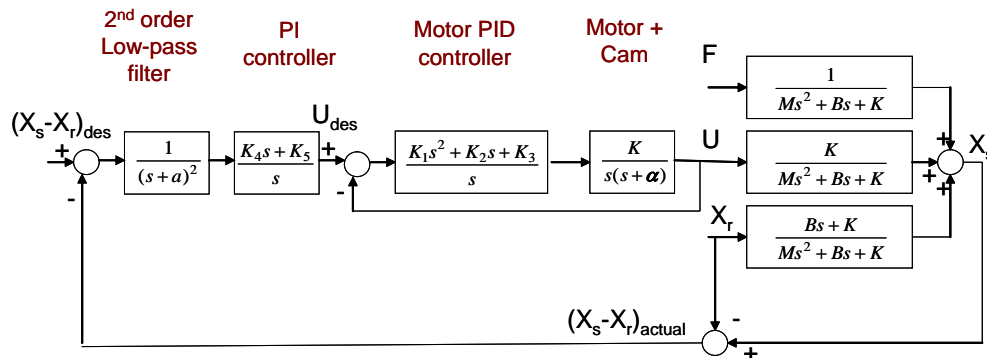 2nd order
Low-pass
filter
PI
controller
Motor PID
controller
Motor +
Cam
F
1
Ms² + Bs + K
(Xs-Xr)des
+
-
1
(s + a)²
K₄s + K₅
s
Udes
+
-
K₁s² + K₂s + K₃
s
K
s(s + α)
U
K
Ms² + Bs + K
+
+
+
Xs
Xr
Bs + K
Ms² + Bs + K
(Xs-Xr)actual
-
+